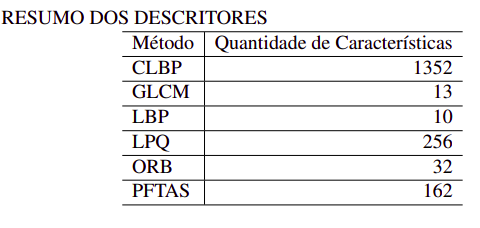 RESUMO DOS DESCRITORES
Método Quantidade de Características
CLBP 1352
GLCM 13
LBP 10
LPQ 256
ORB 32
PFTAS 162